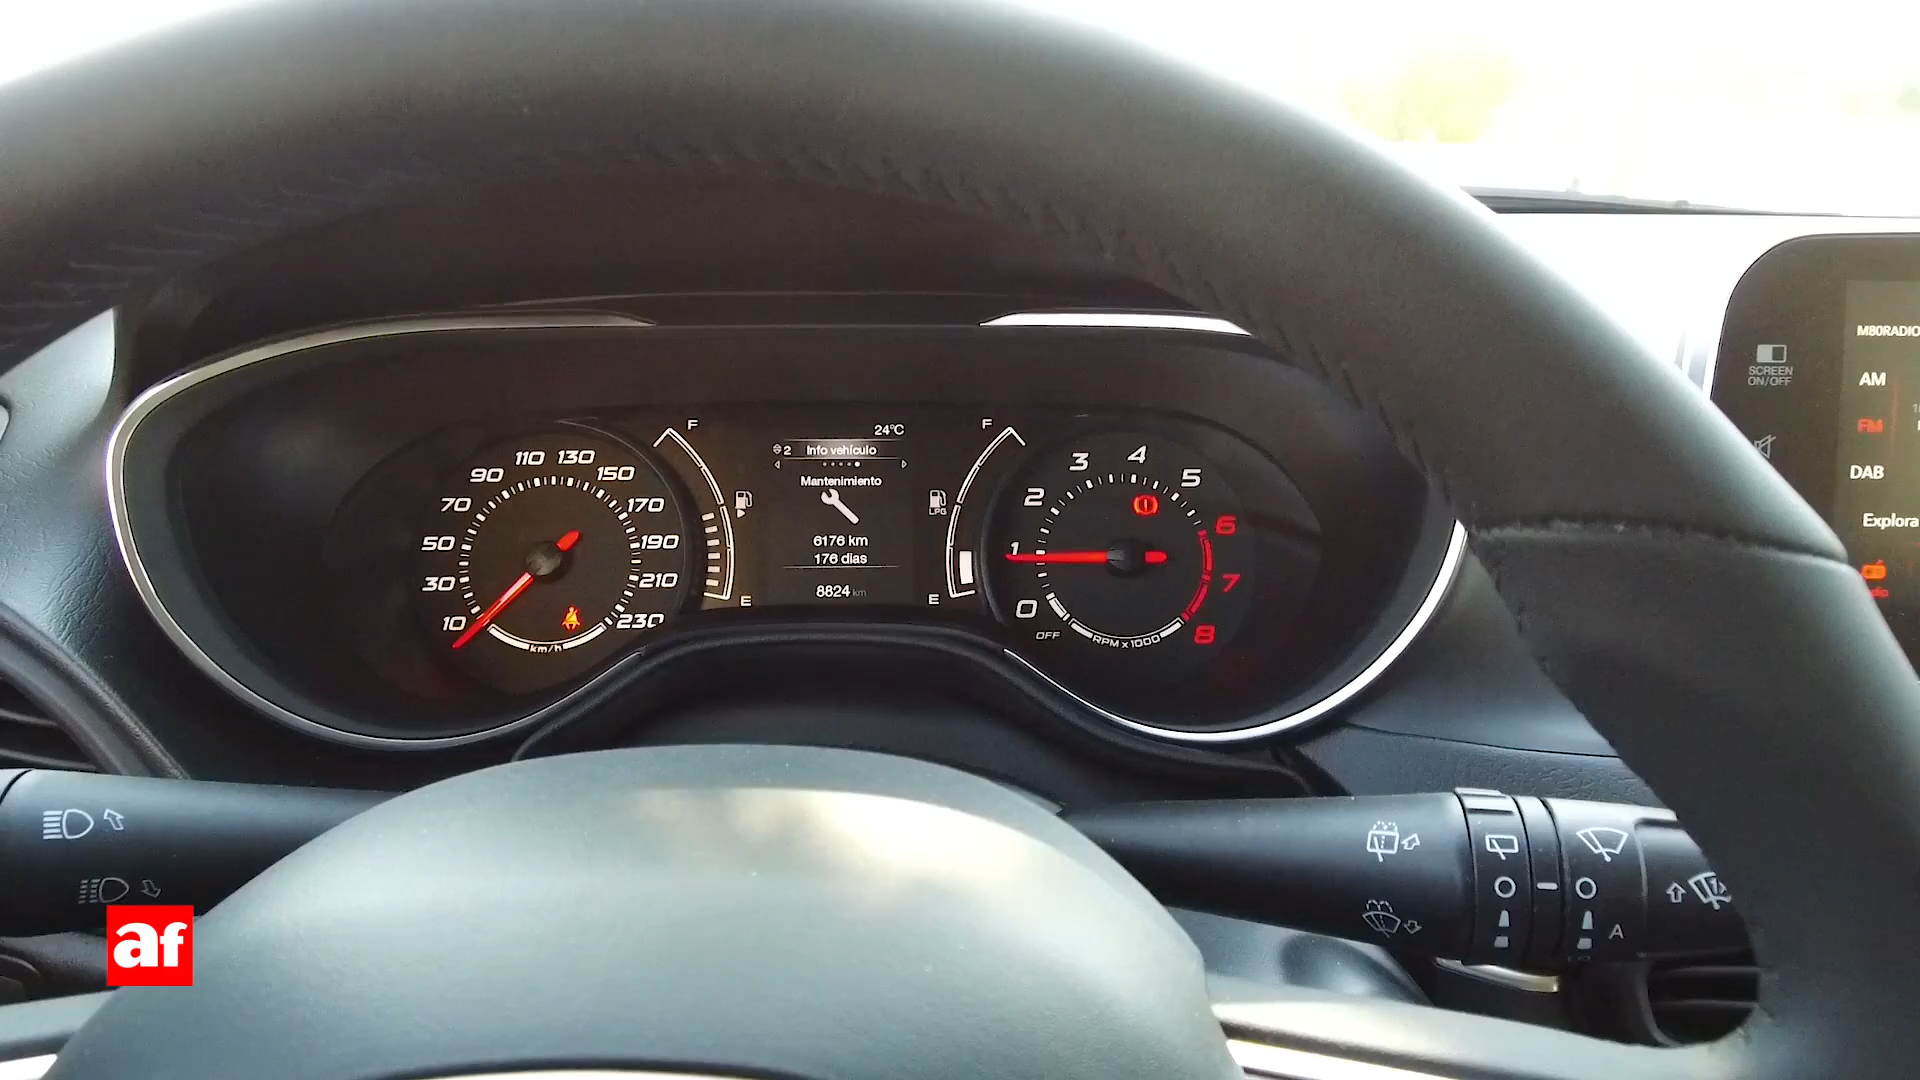 10
30
50
70
90
110
130
150
170
190
210
230
km/h
F
E
24°C
2
Info vehículo
Mantenimiento
6176 km
176 dias
8824 km
F
LPG
E
0
1
2
3
4
5
6
7
8
OFF
RPM x 1000
SCREEN
ON/OFF
M80RADIO
AM
FM
DAB
Explora
A
af